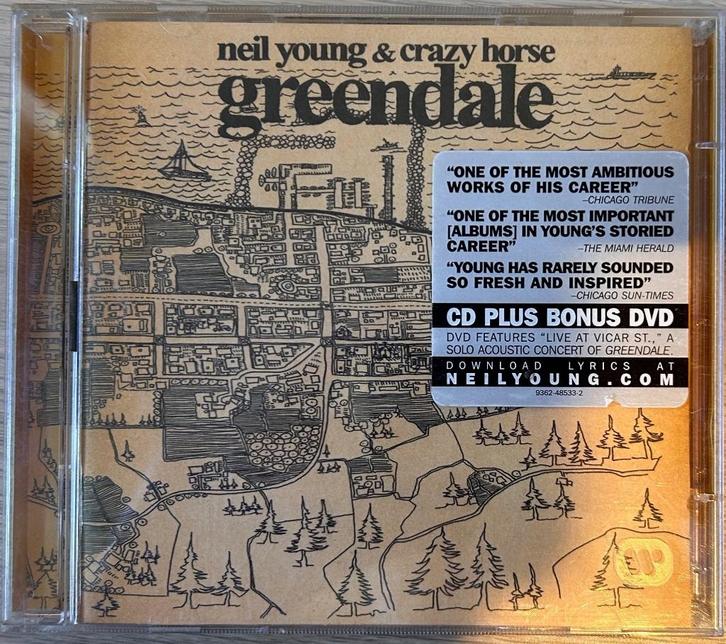 neil young & crazy horse
greendale
“ONE OF THE MOST AMBITIOUS
WORKS OF HIS CAREER”
–CHICAGO TRIBUNE
“ONE OF THE MOST IMPORTANT
[ALBUMS] IN YOUNG’S STORIED
CAREER”
–THE MIAMI HERALD
“YOUNG HAS RARELY SOUNDED
SO FRESH AND INSPIRED”
–CHICAGO SUN-TIMES
CD PLUS BONUS DVD
DVD FEATURES “LIVE AT VICAR ST.,” A
SOLO ACOUSTIC CONCERT OF GREENDALE.
DOWNLOAD LYRICS AT
NEILYOUNG.COM
9362-48533-2